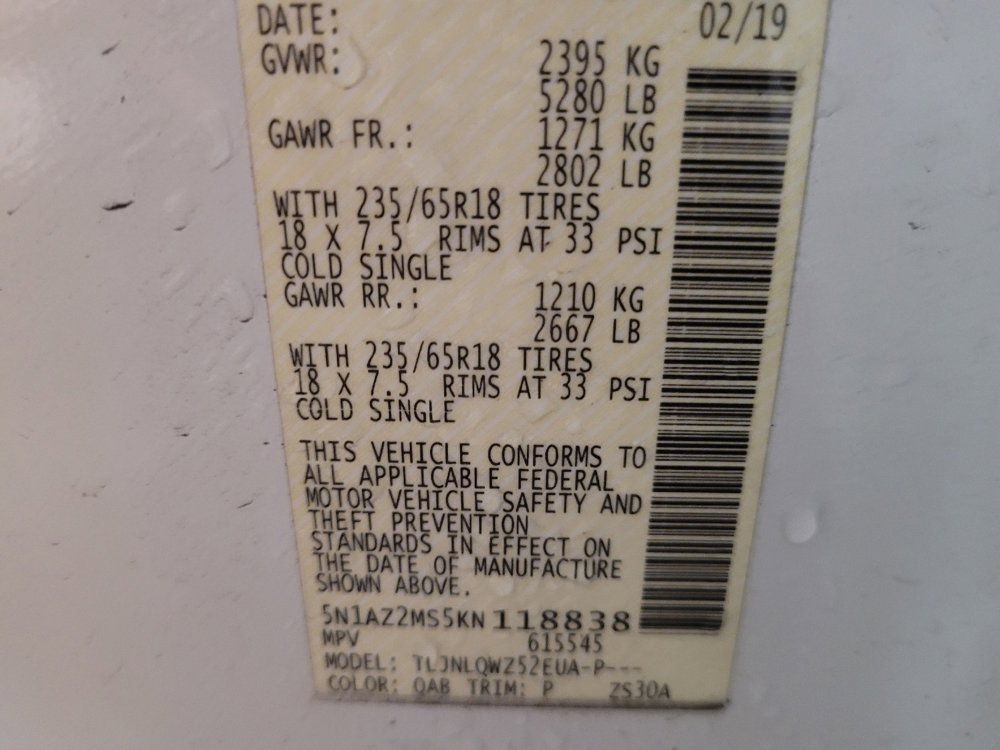 DATE: 02/19
GVWR: 2395 KG
5280 LB
GAWR FR.: 1271 KG
2802 LB
WITH 235/65R18 TIRES
18 X 7.5 RIMS AT 33 PSI
COLD SINGLE
GAWR RR.: 1210 KG
2667 LB
WITH 235/65R18 TIRES
18 X 7.5 RIMS AT 33 PSI
COLD SINGLE
THIS VEHICLE CONFORMS TO
ALL APPLICABLE FEDERAL
MOTOR VEHICLE SAFETY AND
THEFT PREVENTION
STANDARDS IN EFFECT ON
THE DATE OF MANUFACTURE
SHOWN ABOVE.
5N1AZ2MS5KN118838
MPV 615545
MODEL: TLJNLQWZ52EUA-P---
COLOR: QAB TRIM: P ZS30A